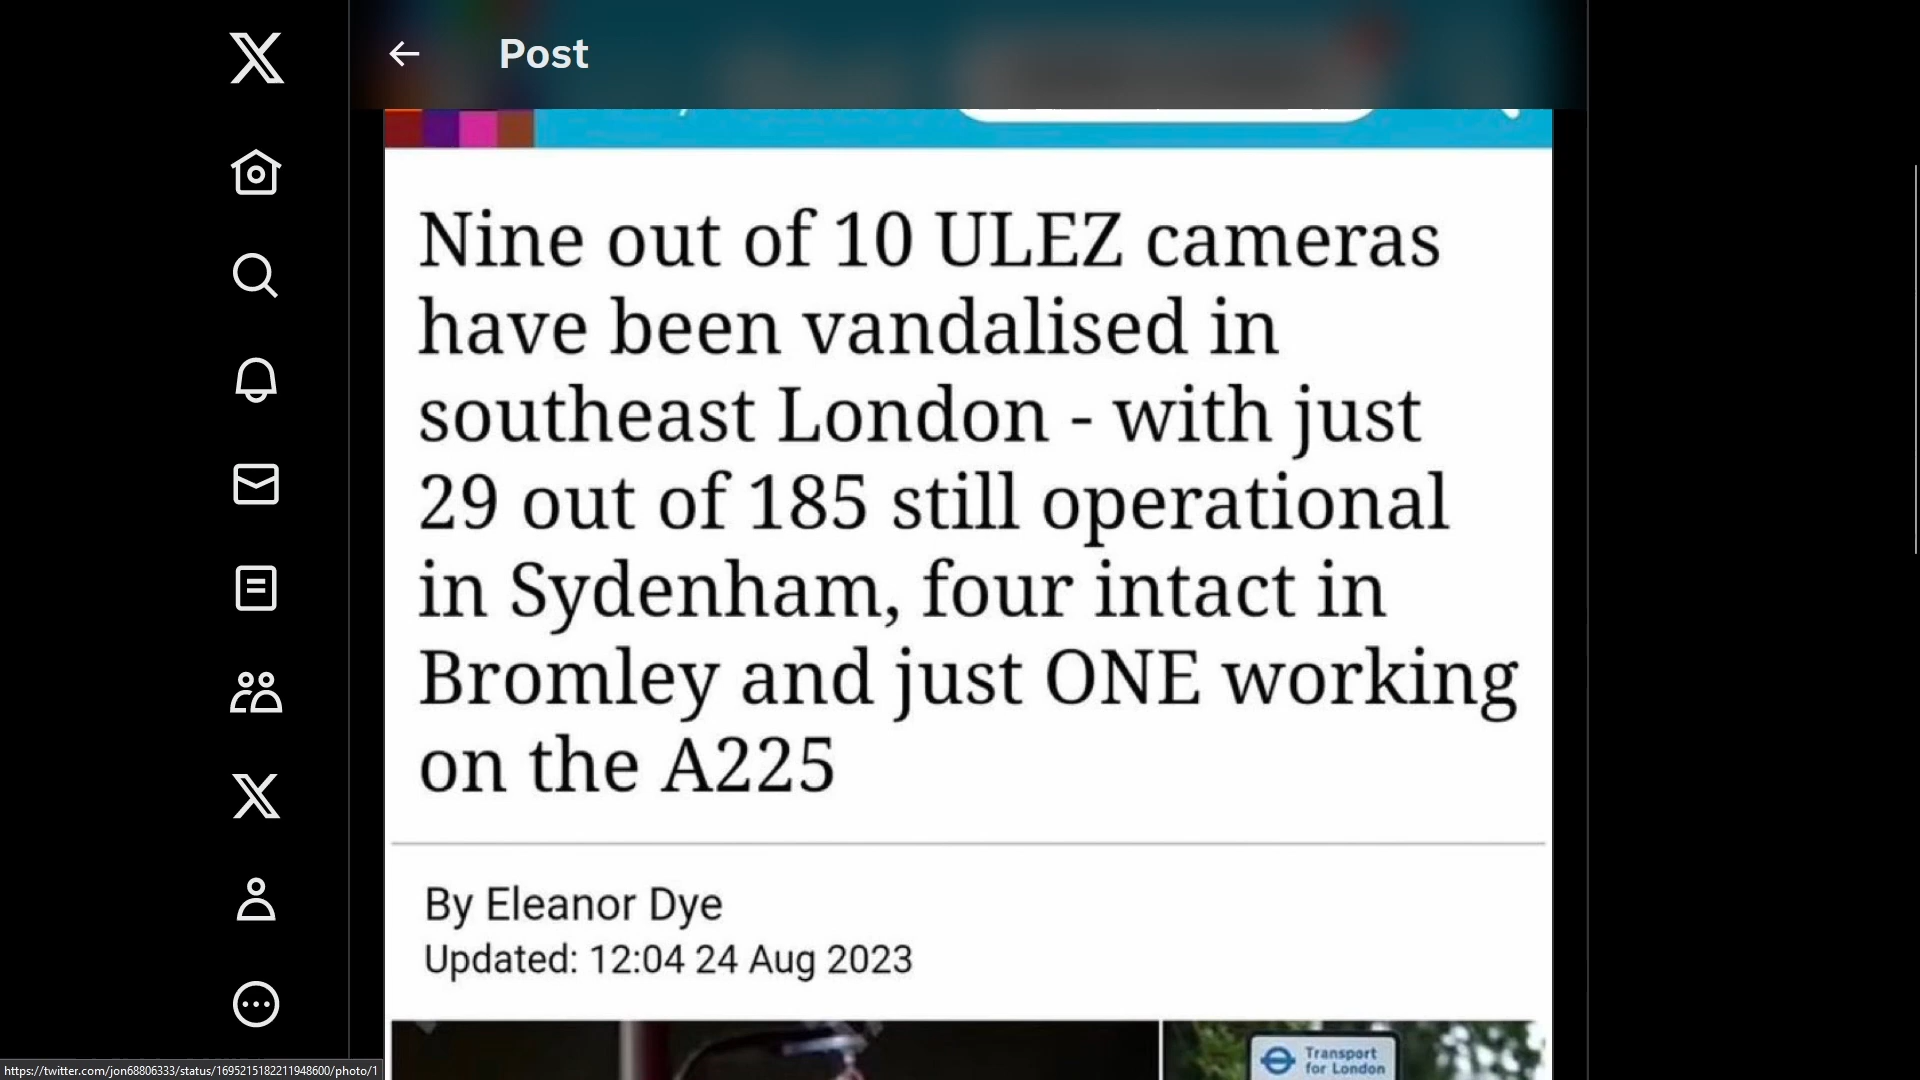 Post
Nine out of 10 ULEZ cameras
have been vandalised in
southeast London - with just
29 out of 185 still operational
in Sydenham, four intact in
Bromley and just ONE working
on the A225
By Eleanor Dye
Updated: 12:04 24 Aug 2023
Transport
for London
https://twitter.com/jon68806333/status/1695215182211948600/photo/1